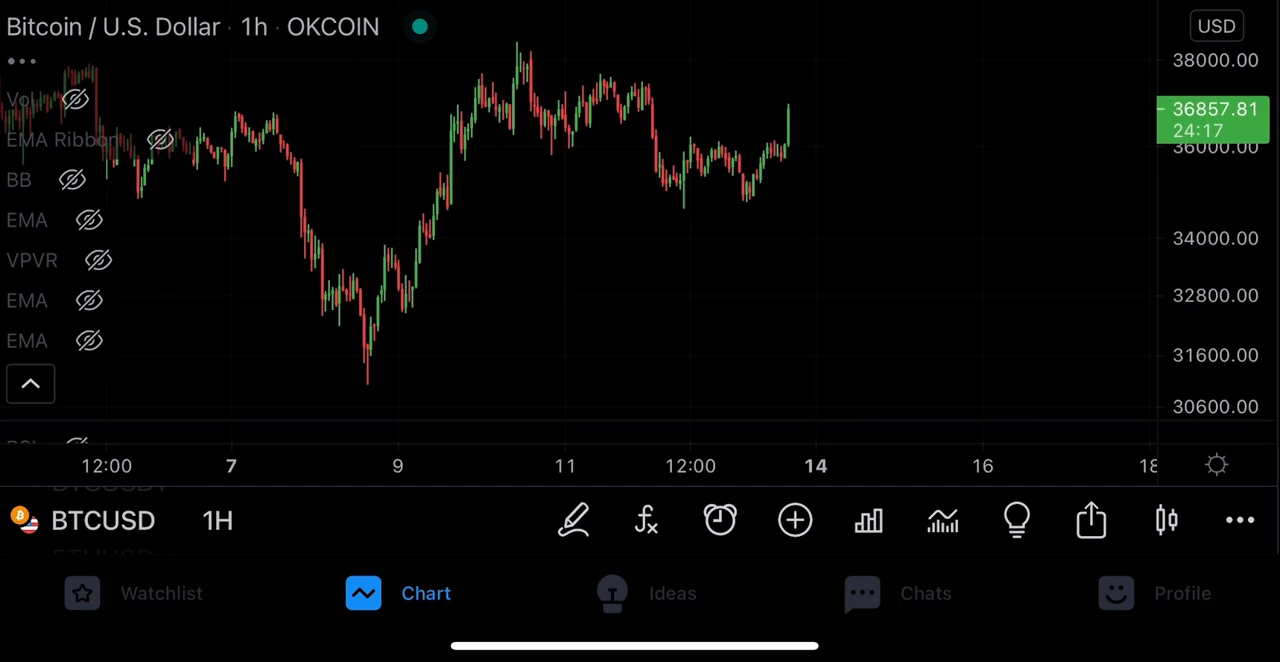 Bitcoin / U.S. Dollar · 1h · OKCOIN
USD
Vol
EMA Ribbon
BB
EMA
VPVR
EMA
EMA
38000.00
36857.81
24:17
36000.00
34000.00
32800.00
31600.00
30600.00
12:00 7 9 11 12:00 14 16 18
BTCUSD 1H
Watchlist Chart Ideas Chats Profile